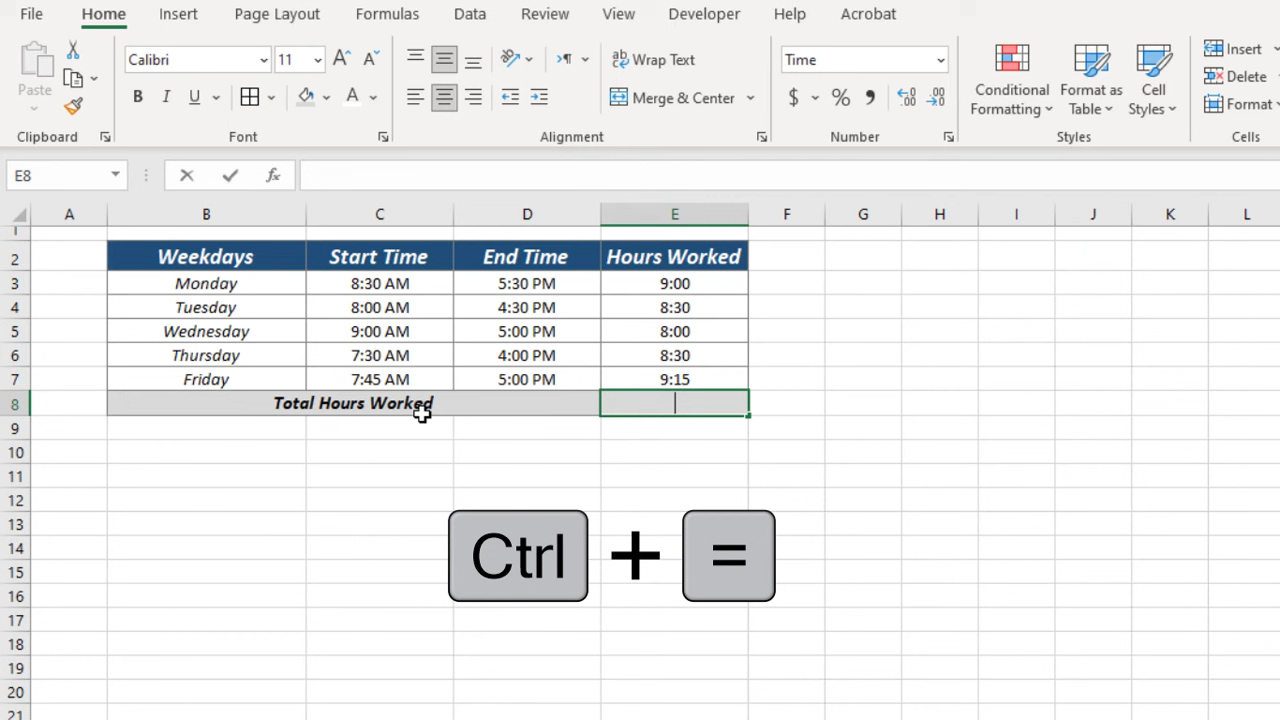 File Home Insert Page Layout Formulas Data Review View Developer Help Acrobat
Paste
Calibri 11 A A
B I U A
Wrap Text
Merge & Center
Time
$ % 9
Conditional Formatting
Format as Table
Cell Styles
Insert
Delete
Format
Clipboard Font Alignment Number Styles Cells
E8 fx
A B C D E F G H I J K L
1
2 Weekdays Start Time End Time Hours Worked
3 Monday 8:30 AM 5:30 PM 9:00
4 Tuesday 8:00 AM 4:30 PM 8:30
5 Wednesday 9:00 AM 5:00 PM 8:00
6 Thursday 7:30 AM 4:00 PM 8:30
7 Friday 7:45 AM 5:00 PM 9:15
8 Total Hours Worked
9
10
11
12
13
14
15
16
17
18
19
20
21
Ctrl + =